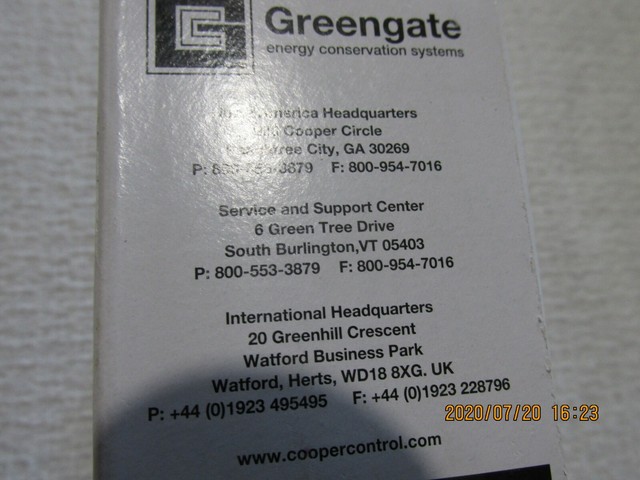 Greengate
energy conservation systems
America Headquarters
Cooper Circle
City, GA 30269
P: 800- -3879 F: 800-954-7016
Service and Support Center
6 Green Tree Drive
South Burlington,VT 05403
P: 800-553-3879 F: 800-954-7016
International Headquarters
20 Greenhill Crescent
Watford Business Park
Watford, Herts, WD18 8XG. UK
P: +44 (0)1923 495495 F: +44 (0)1923 228796
www.coopercontrol.com
2020/07/20 16:23